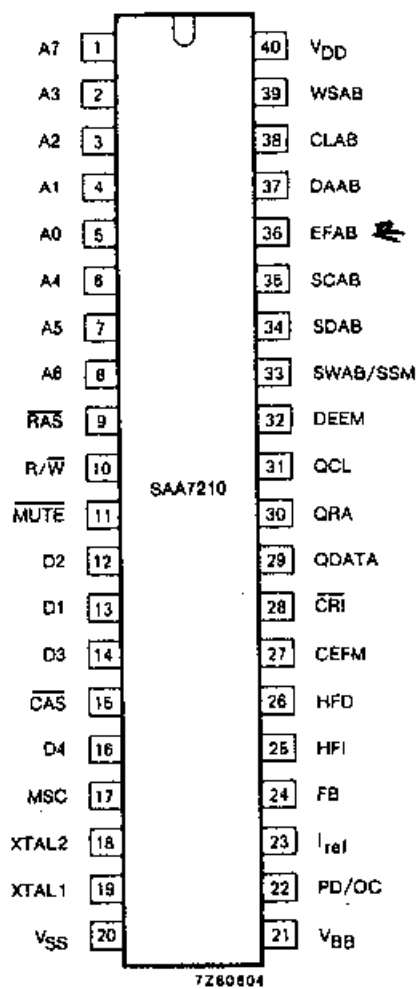 A7 1 40 VDD
A3 2 39 WSAB
A2 3 38 CLAB
A1 4 37 DAAB
A0 5 36 EFAB
A4 6 35 SCAB
A5 7 34 SDAB
A6 8 33 SWAB/SSM
RAS 9 32 DEEM
R/W 10 31 QCL
SAA7210
MUTE 11 30 QRA
D2 12 29 QDATA
D1 13 28 CRI
D3 14 27 CEFM
CAS 15 26 HFD
D4 16 25 HFI
MSC 17 24 FB
XTAL2 18 23 Iref
XTAL1 19 22 PD/OC
VSS 20 21 VBB
7Z80604